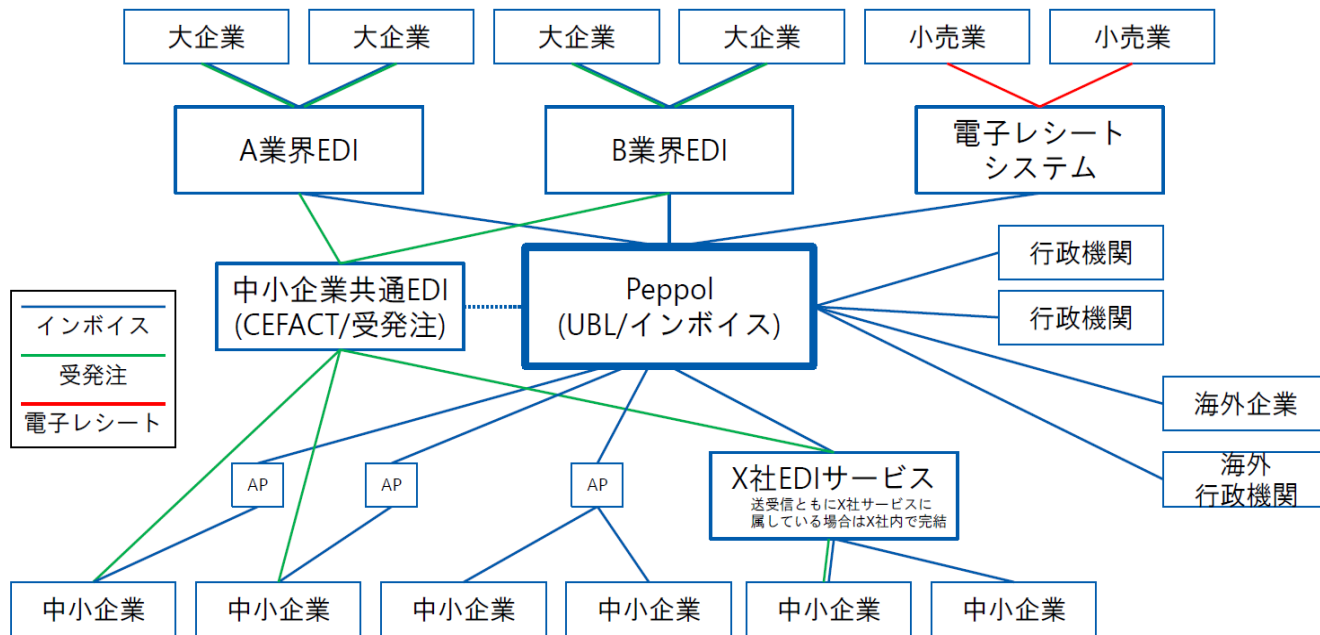 大企業
大企業
大企業
大企業
小売業
小売業
A業界EDI
B業界EDI
電子レシート
システム
中小企業共通EDI
(CEFACT/受発注)
Peppol
(UBL/インボイス)
行政機関
行政機関
海外企業
海外
行政機関
インボイス
受発注
電子レシート
AP
AP
AP
X社EDIサービス
送受信ともにX社サービスに
属している場合はX社内で完結
中小企業
中小企業
中小企業
中小企業
中小企業
中小企業